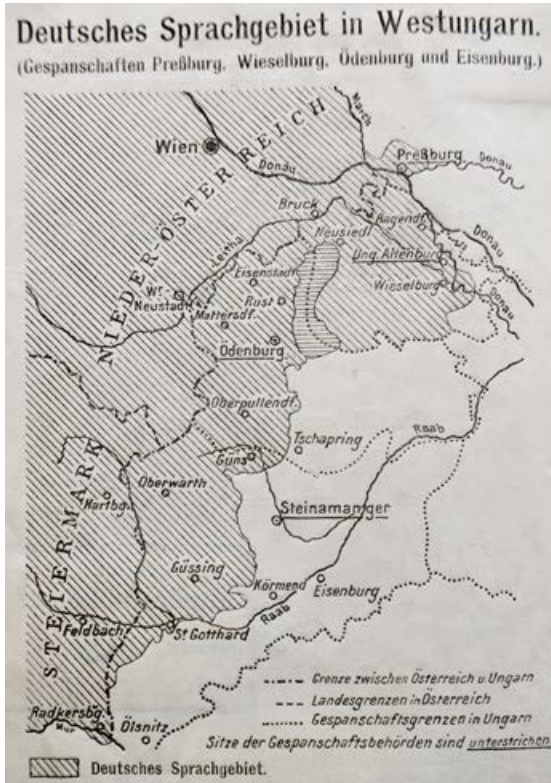 Deutsches Sprachgebiet in Westungarn.
(Gespanschaften Preßburg, Wieselburg, Ödenburg und Eisenburg.)
March
Wien
Donau
Preßburg
Donau
NIEDER-ÖSTERREICH
Bruck
Ragendf.
Donau
Leitha
Neusiedl
Ung. Altenburg
Eisenstadt
Wieselburg
Donau
Wr. Neustadt
Rust
Mattersdf.
Ödenburg
Oberpullendf.
Tschapring
Raab
Güns
STEIERMARK
Oberwarth
Hartbg.
Steinamanger
Güssing
Körmend
Eisenburg
Raab
Feldbach
St Gotthard
Radkersbg.
Mur
Ölsnitz
Grenze zwischen Österreich u. Ungarn
Landesgrenzen in Österreich
Gespanschaftsgrenzen in Ungarn
Sitze der Gespanschaftsbehörden sind unterstrichen.
Deutsches Sprachgebiet.